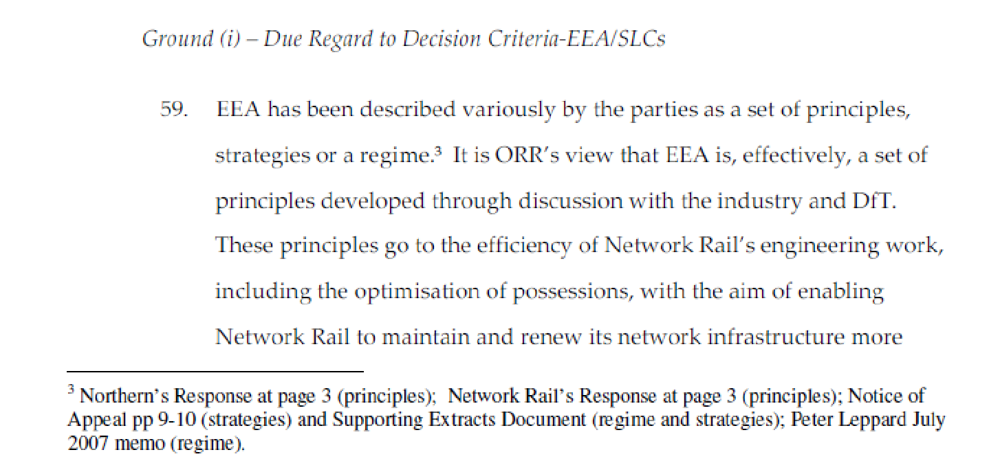 Ground (i) – Due Regard to Decision Criteria-EEA/SLCs
59. EEA has been described variously by the parties as a set of principles,
strategies or a regime.³ It is ORR's view that EEA is, effectively, a set of
principles developed through discussion with the industry and DfT.
These principles go to the efficiency of Network Rail's engineering work,
including the optimisation of possessions, with the aim of enabling
Network Rail to maintain and renew its network infrastructure more
³ Northern's Response at page 3 (principles); Network Rail's Response at page 3 (principles); Notice of
Appeal pp 9-10 (strategies) and Supporting Extracts Document (regime and strategies); Peter Leppard July
2007 memo (regime).